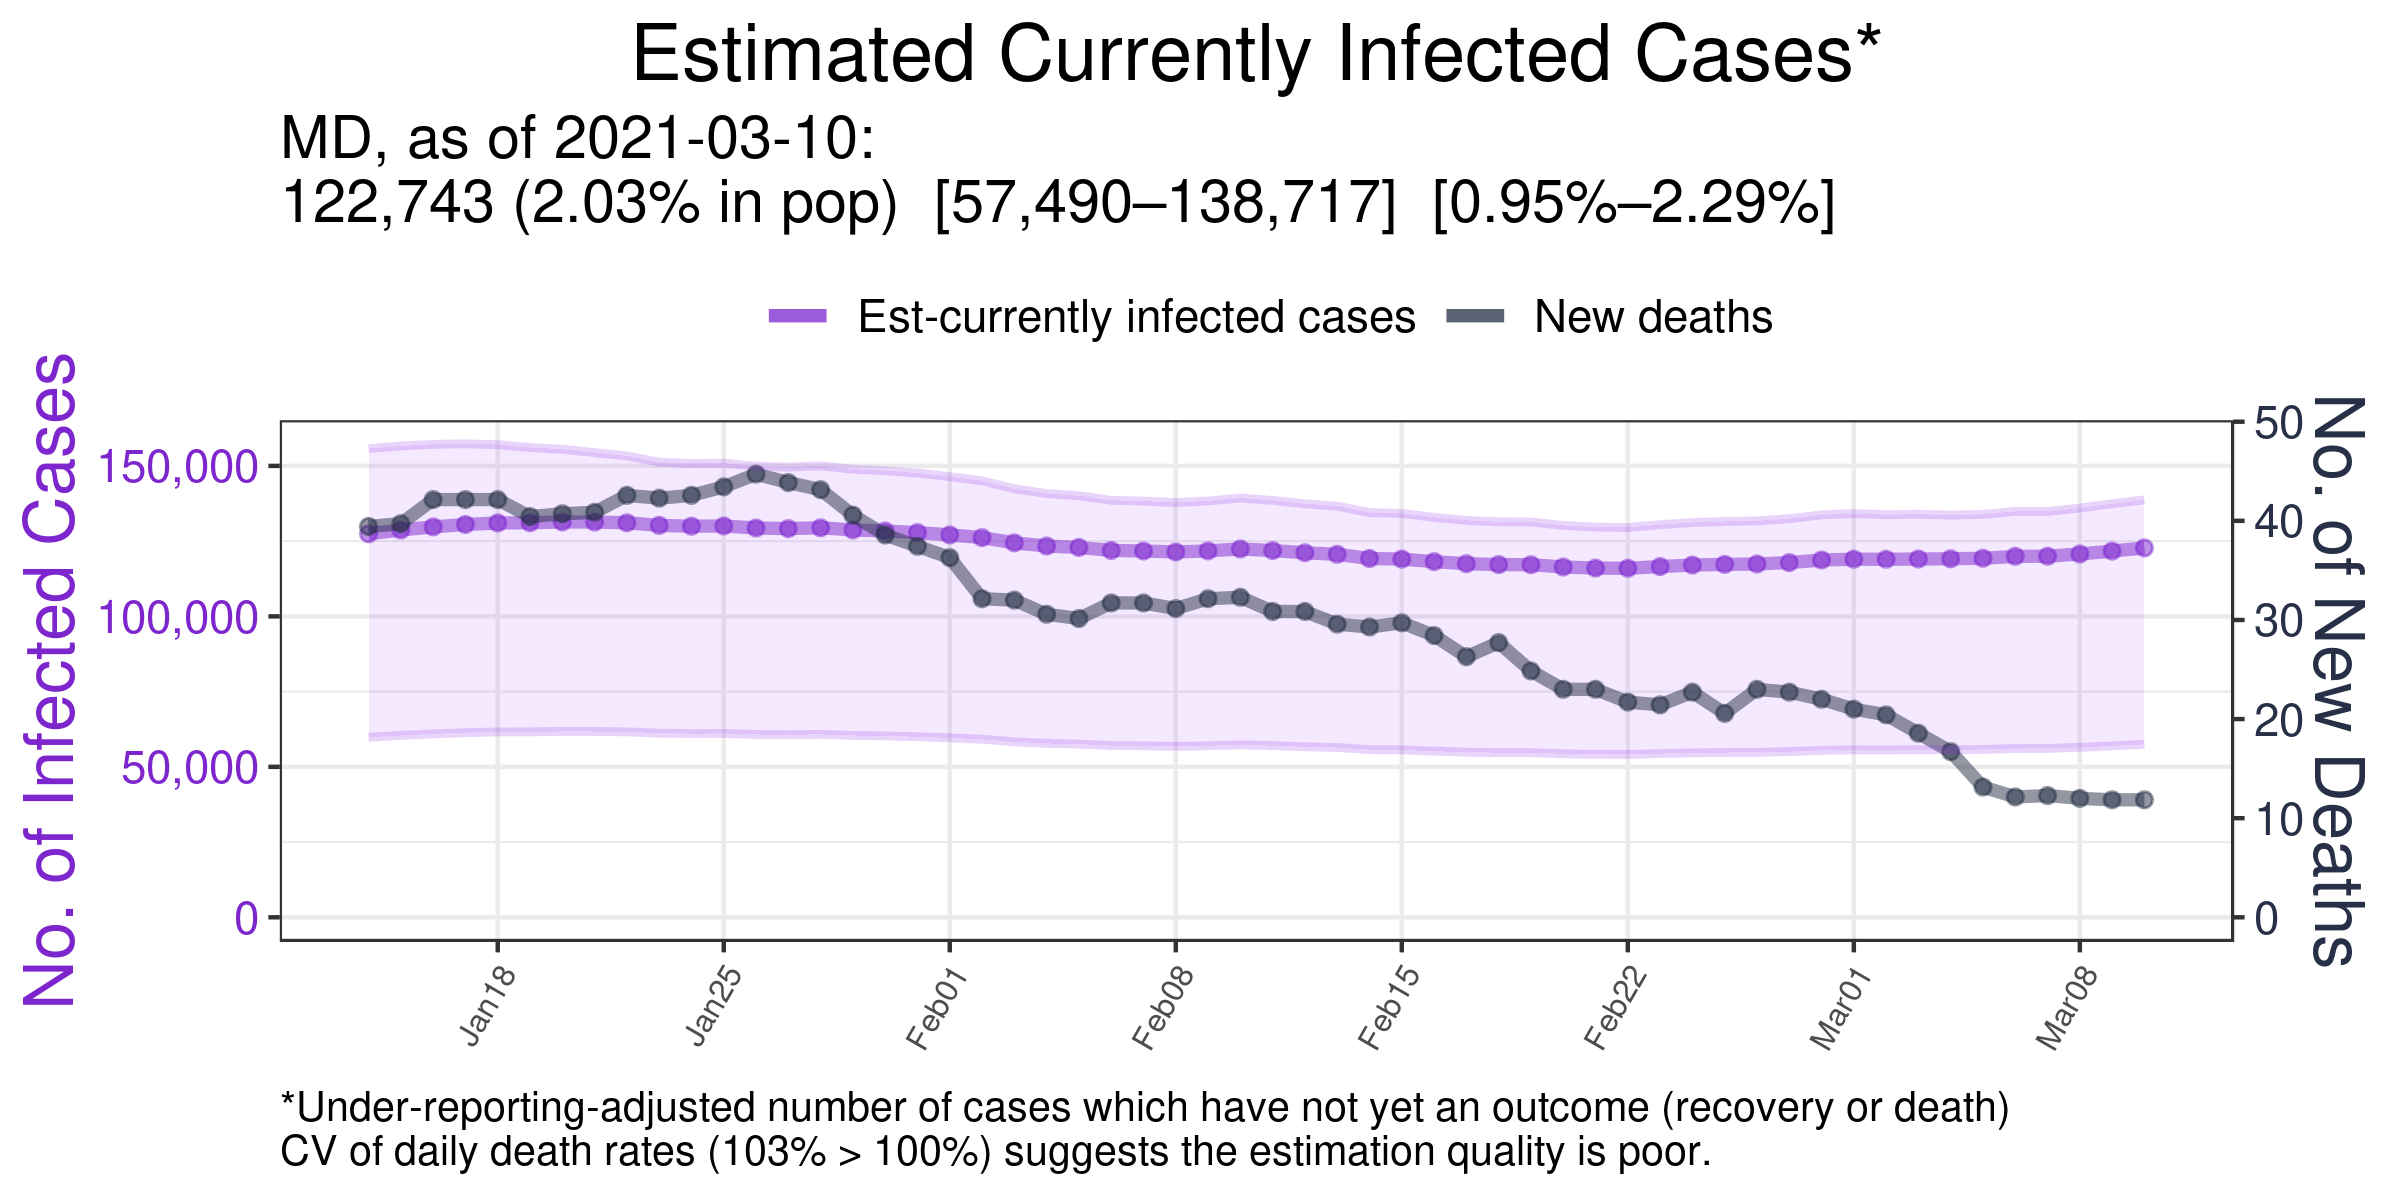 Estimated Currently Infected Cases*
MD, as of 2021-03-10:
122,743 (2.03% in pop) [57,490–138,717] [0.95%–2.29%]
Est-currently infected cases
New deaths
No. of Infected Cases
150,000
100,000
50,000
0
50
40
30
20
10
0
No. of New Deaths
Jan18
Jan25
Feb01
Feb08
Feb15
Feb22
Mar01
Mar08
*Under-reporting-adjusted number of cases which have not yet an outcome (recovery or death)
CV of daily death rates (103% > 100%) suggests the estimation quality is poor.